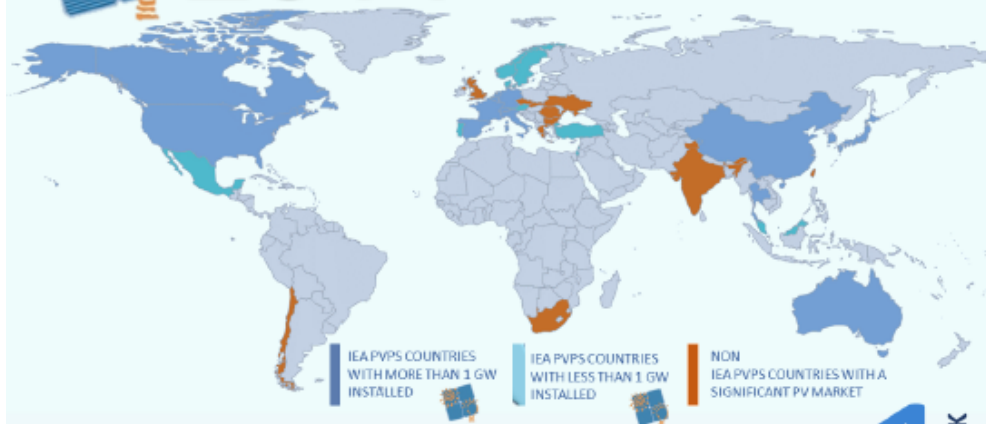 IEA PVPS COUNTRIES
WITH MORE THAN 1 GW
INSTALLED
IEA PVPS COUNTRIES
WITH LESS THAN 1 GW
INSTALLED
NON
IEA PVPS COUNTRIES WITH A
SIGNIFICANT PV MARKET
K